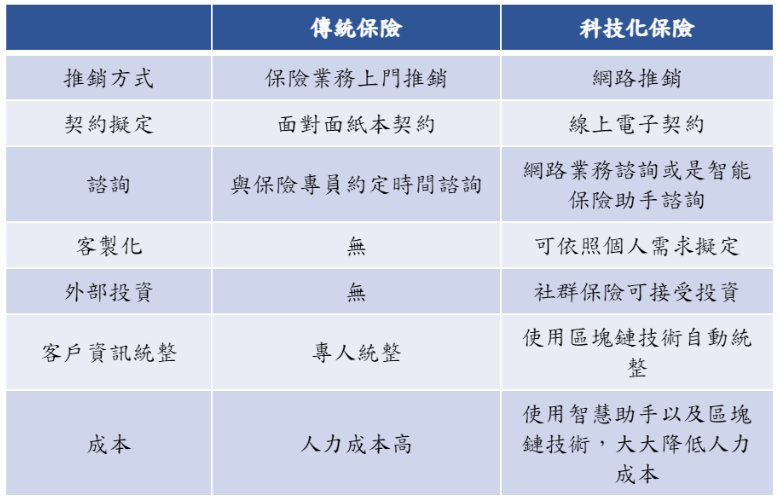 傳統保險 科技化保險
推銷方式 保險業務上門推銷 網路推銷
契約擬定 面對面紙本契約 線上電子契約
諮詢 與保險專員約定時間諮詢 網路業務諮詢或是智能
保險助手諮詢
客製化 無 可依照個人需求擬定
外部投資 無 社群保險可接受投資
客戶資訊統整 專人統整 使用區塊鏈技術自動統
整
成本 人力成本高 使用智慧助手以及區塊
鏈技術，大大降低人力
成本